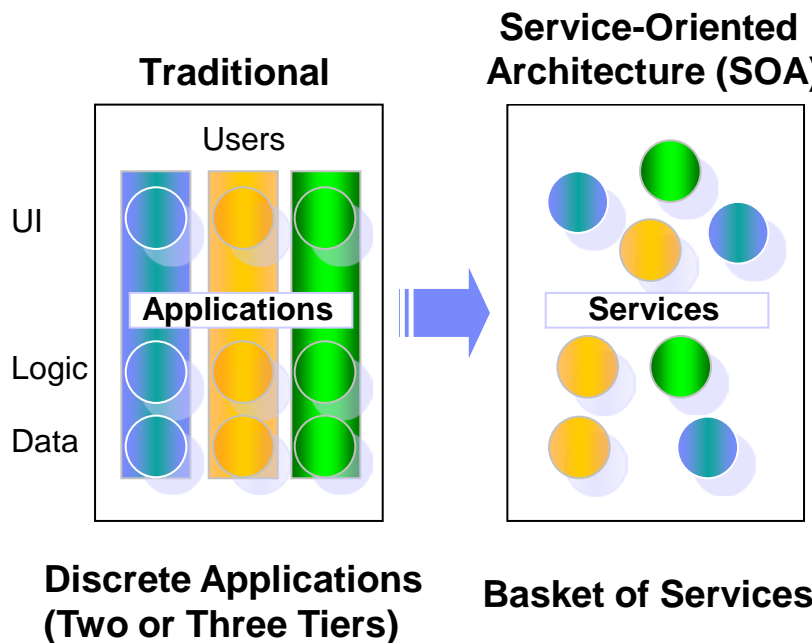 Traditional
Service-Oriented
Architecture (SOA)
Users
UI
Applications
Logic
Data
Services
Discrete Applications
(Two or Three Tiers)
Basket of Services